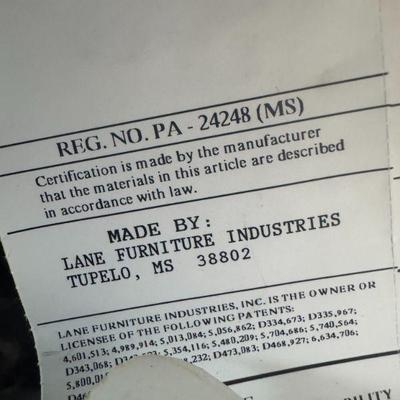 REG. NO. PA - 24248 (MS)
Certification is made by the manufacturer
that the materials in this article are described
in accordance with law.
MADE BY:
LANE FURNITURE INDUSTRIES
TUPELO, MS 38802
LANE FURNITURE INDUSTRIES, INC. IS THE OWNER OR
LICENSEE OF THE FOLLOWING PATENTS:
4,601,513; 4,989,914; 5,013,084; 5,056,862; D334,673; D335,967;
D343,068; 5,354,116; 5,480,209; 5,704,686; 5,740,564;
D473,083; D468,927; 6,634,706;